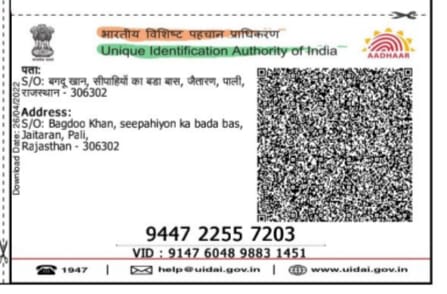 भारतीय विशिष्ट पहचान प्राधिकरण
Unique Identification Authority of India
AADHAAR
पता:
S/O: बगदू खान, सीपाहियों का बडा बास, जैतारण, पाली,
राजस्थान - 306302
Address:
S/O: Bagdoo Khan, seepahiyon ka bada bas,
Jaitaran, Pali,
Rajasthan - 306302
Download Date: 26/04/2022
9447 2255 7203
VID : 9147 6048 9883 1451
1947 | help@uidai.gov.in | www.uidai.gov.in